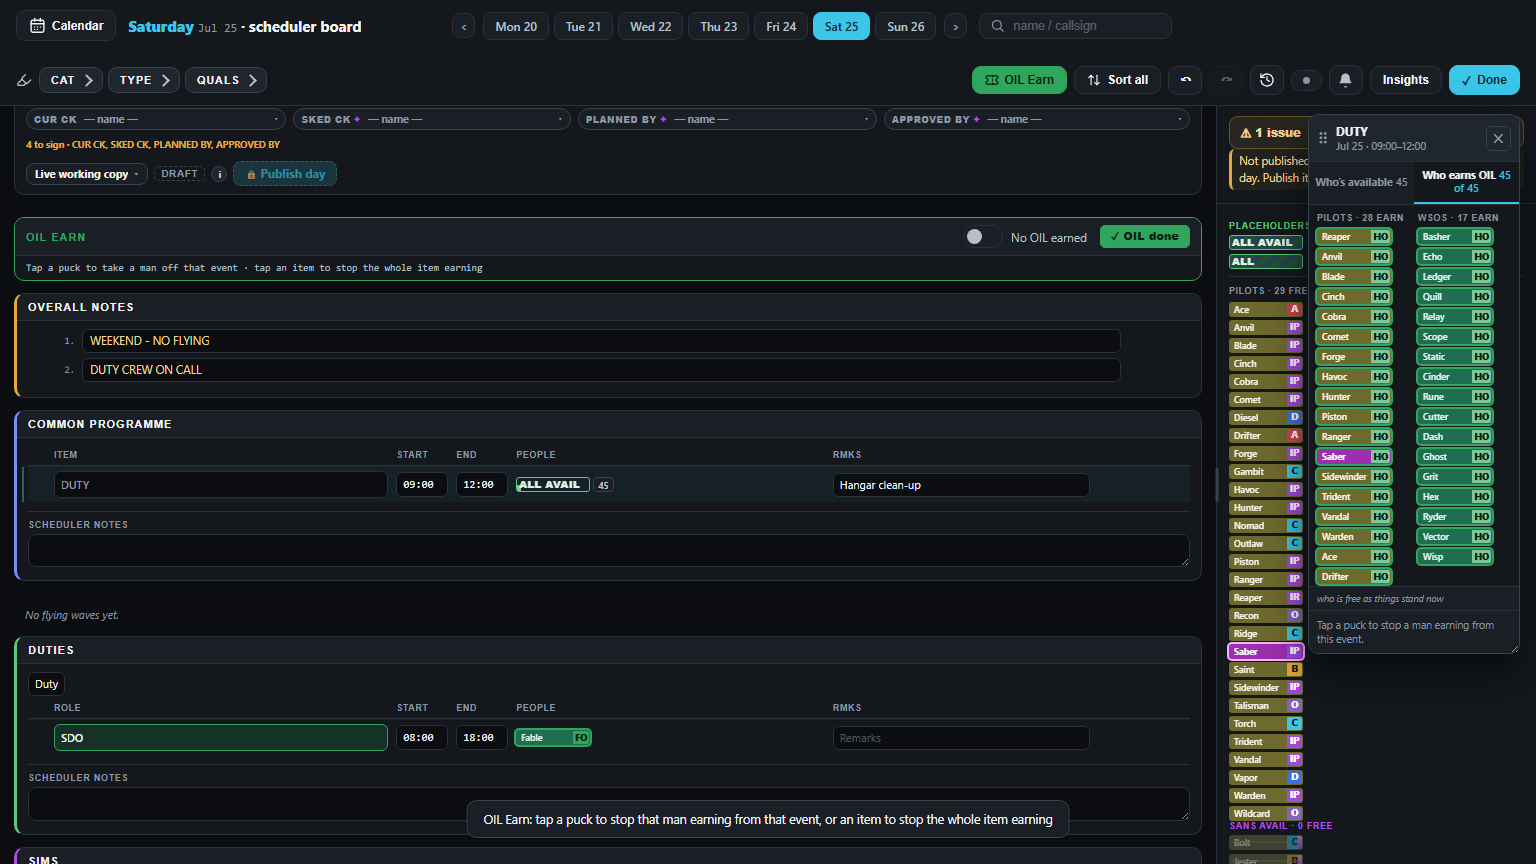 Calendar
Saturday Jul 25 · scheduler board
‹
Mon 20
Tue 21
Wed 22
Thu 23
Fri 24
Sat 25
Sun 26
›
name / callsign
CAT
TYPE
QUALS
OIL Earn
Sort all
Insights
✓ Done
CUR CK — name —
SKED CK ✦ — name —
PLANNED BY ✦ — name —
APPROVED BY ✦ — name —
4 to sign · CUR CK, SKED CK, PLANNED BY, APPROVED BY
Live working copy
DRAFT
i
Publish day
OIL EARN
No OIL earned
✓ OIL done
Tap a puck to take a man off that event · tap an item to stop the whole item earning
OVERALL NOTES
1. WEEKEND - NO FLYING
2. DUTY CREW ON CALL
COMMON PROGRAMME
ITEM START END PEOPLE RMKS
DUTY 09:00 12:00 ALL AVAIL 45 Hangar clean-up
SCHEDULER NOTES
No flying waves yet.
DUTIES
Duty
ROLE START END PEOPLE RMKS
SDO 08:00 18:00 Fable FO Remarks
SCHEDULER NOTES
OIL Earn: tap a puck to stop that man earning from that event, or an item to stop the whole item earning
SIMS
⚠ 1 issue
Not published
day. Publish it
PLACEHOLDERS
ALL AVAIL
ALL
PILOTS · 29 FREE
Ace A
Anvil IP
Blade IP
Cinch IP
Cobra IP
Comet IP
Diesel D
Drifter A
Forge IP
Gambit C
Havoc IP
Hunter IP
Nomad C
Outlaw C
Piston IP
Ranger IP
Reaper IR
Recon O
Ridge C
Saber IP
Saint B
Sidewinder IP
Talisman O
Torch C
Trident IP
Vandal IP
Vapor D
Warden IP
Wildcard O
SANS AVAIL · 0 FREE
Bolt C
Jester B
DUTY
Jul 25 · 09:00–12:00
Who's available 45
Who earns OIL 45 of 45
PILOTS · 28 EARN
Reaper HO
Anvil HO
Blade HO
Cinch HO
Cobra HO
Comet HO
Forge HO
Havoc HO
Hunter HO
Piston HO
Ranger HO
Saber HO
Sidewinder HO
Trident HO
Vandal HO
Warden HO
Ace HO
Drifter HO
WSOS · 17 EARN
Basher HO
Echo HO
Ledger HO
Quill HO
Relay HO
Scope HO
Static HO
Cinder HO
Rune HO
Cutter HO
Dash HO
Ghost HO
Grit HO
Hex HO
Ryder HO
Vector HO
Wisp HO
who is free as things stand now
Tap a puck to stop a man earning from
this event.